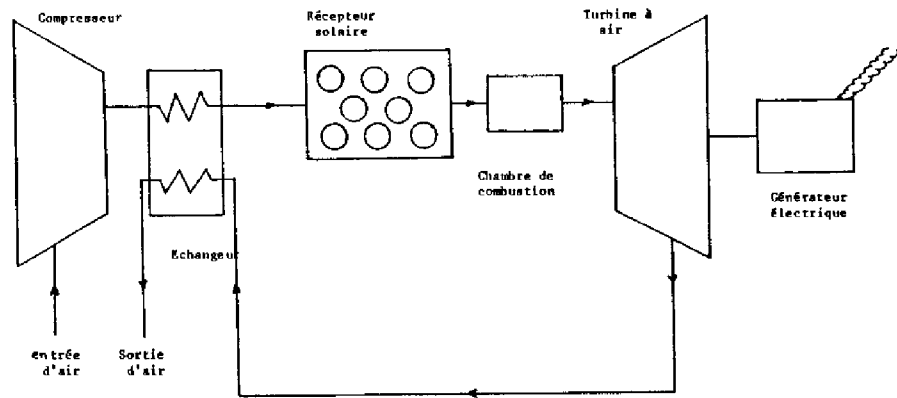 Compresseur
Récepteur
solaire
Turbine à
air
Chambre de
combustion
Générateur
électrique
Echangeur
entrée
d'air
Sortie
d'air